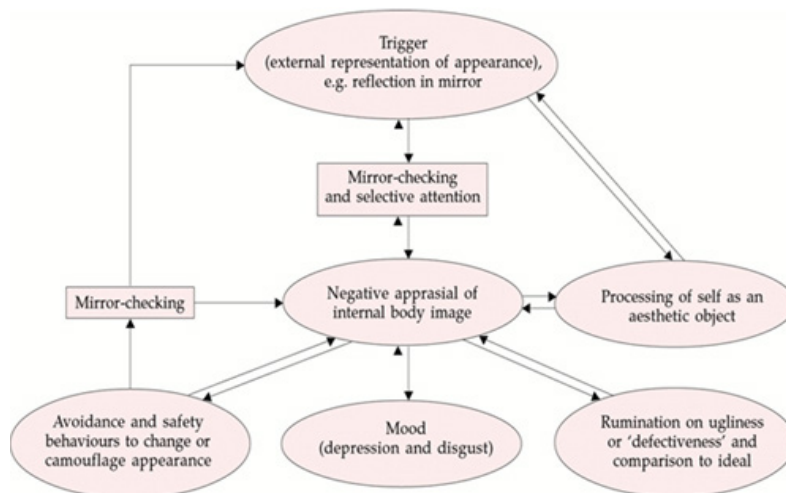 Trigger
(external representation of appearance),
e.g. reflection in mirror
Mirror-checking
and selective attention
Mirror-checking
Negative apprasial of
internal body image
Processing of self as an
aesthetic object
Avoidance and safety
behaviours to change or
camouflage appearance
Mood
(depression and disgust)
Rumination on ugliness
or ‘defectiveness’ and
comparison to ideal